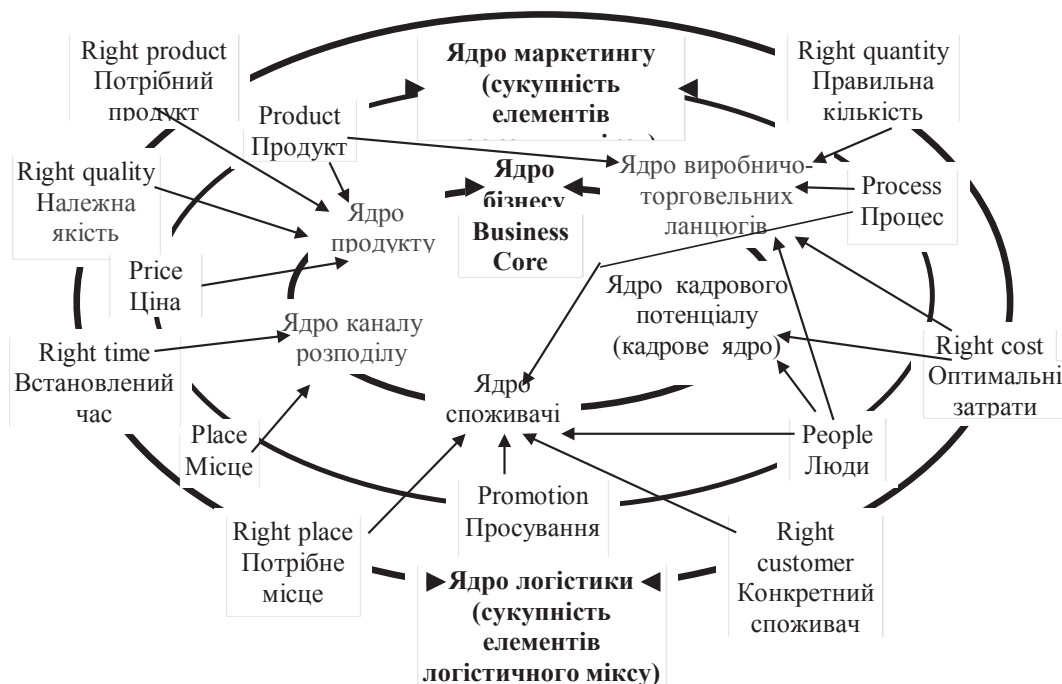 Right product
Потрібний
продукт
Ядро маркетингу
(сукупність
елементів
Right quantity
Правильна
кількість
Product
Продукт
Right quality
Належна
якість
Ядро
бізнесу
Business
Core
Ядро виробничо-
торговельних
ланцюгів
Process
Процес
Ядро
продукту
Price
Ціна
Ядро кадрового
потенціалу
(кадрове ядро)
Ядро каналу
розподілу
Right time
Встановлений
час
Right cost
Оптимальні
затрати
Ядро
споживачі
Place
Місце
People
Люди
Promotion
Просування
Right place
Потрібне
місце
Right
customer
Конкретний
споживач
Ядро логістики
(сукупність
елементів
логістичного міксу)